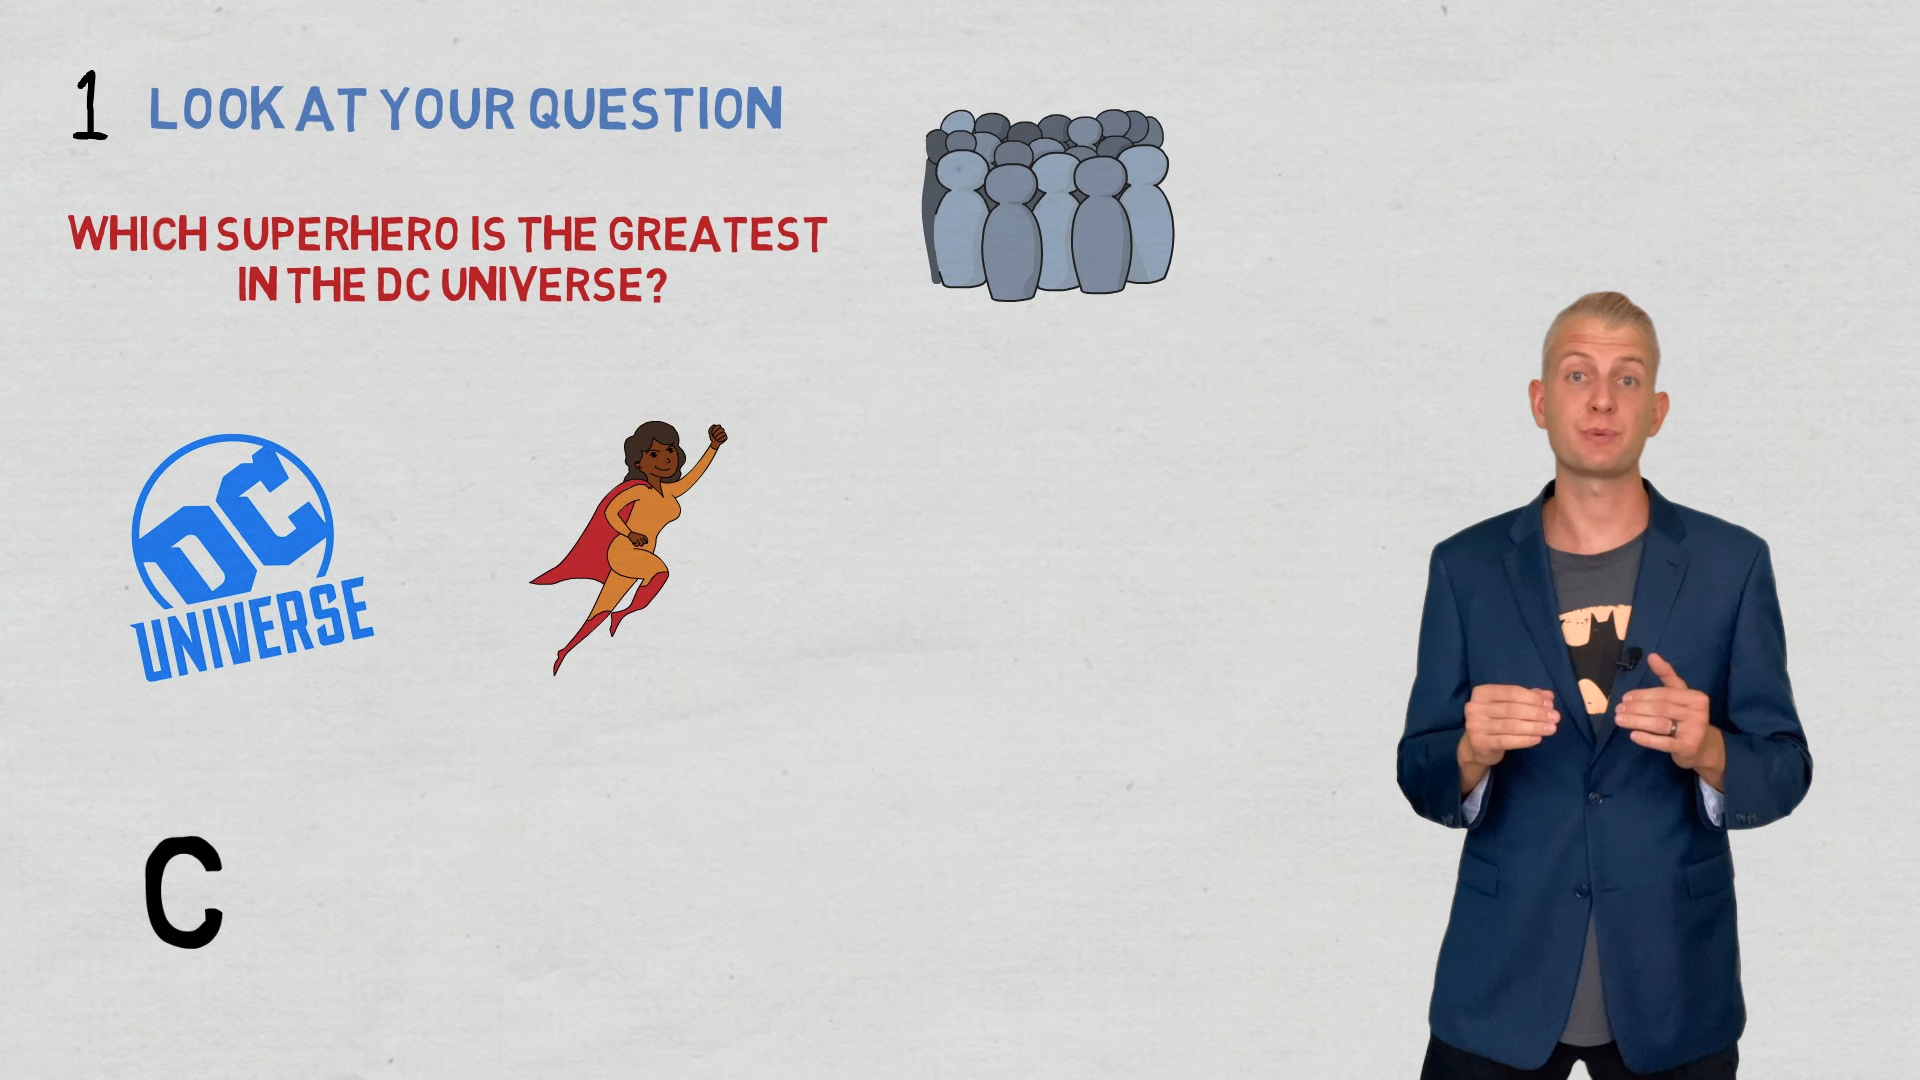 1 LOOK AT YOUR QUESTION
WHICH SUPERHERO IS THE GREATEST
IN THE DC UNIVERSE?
DC
UNIVERSE
C